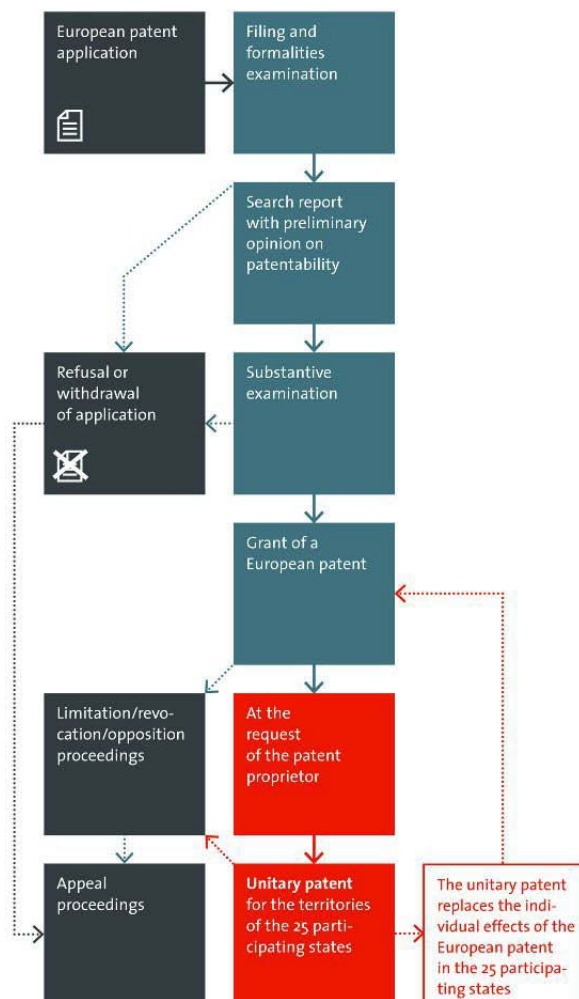 European patent
application
Filing and
formalities
examination
Search report
with preliminary
opinion on
patentability
Refusal or
withdrawal
of application
Substantive
examination
Grant of a
European patent
Limitation/revo-
cation/opposition
proceedings
At the
request
of the patent
proprietor
Appeal
proceedings
Unitary patent
for the territories
of the 25 parti-
cipating states
The unitary patent
replaces the indi-
vidual effects of the
European patent
in the 25 participa-
ting states